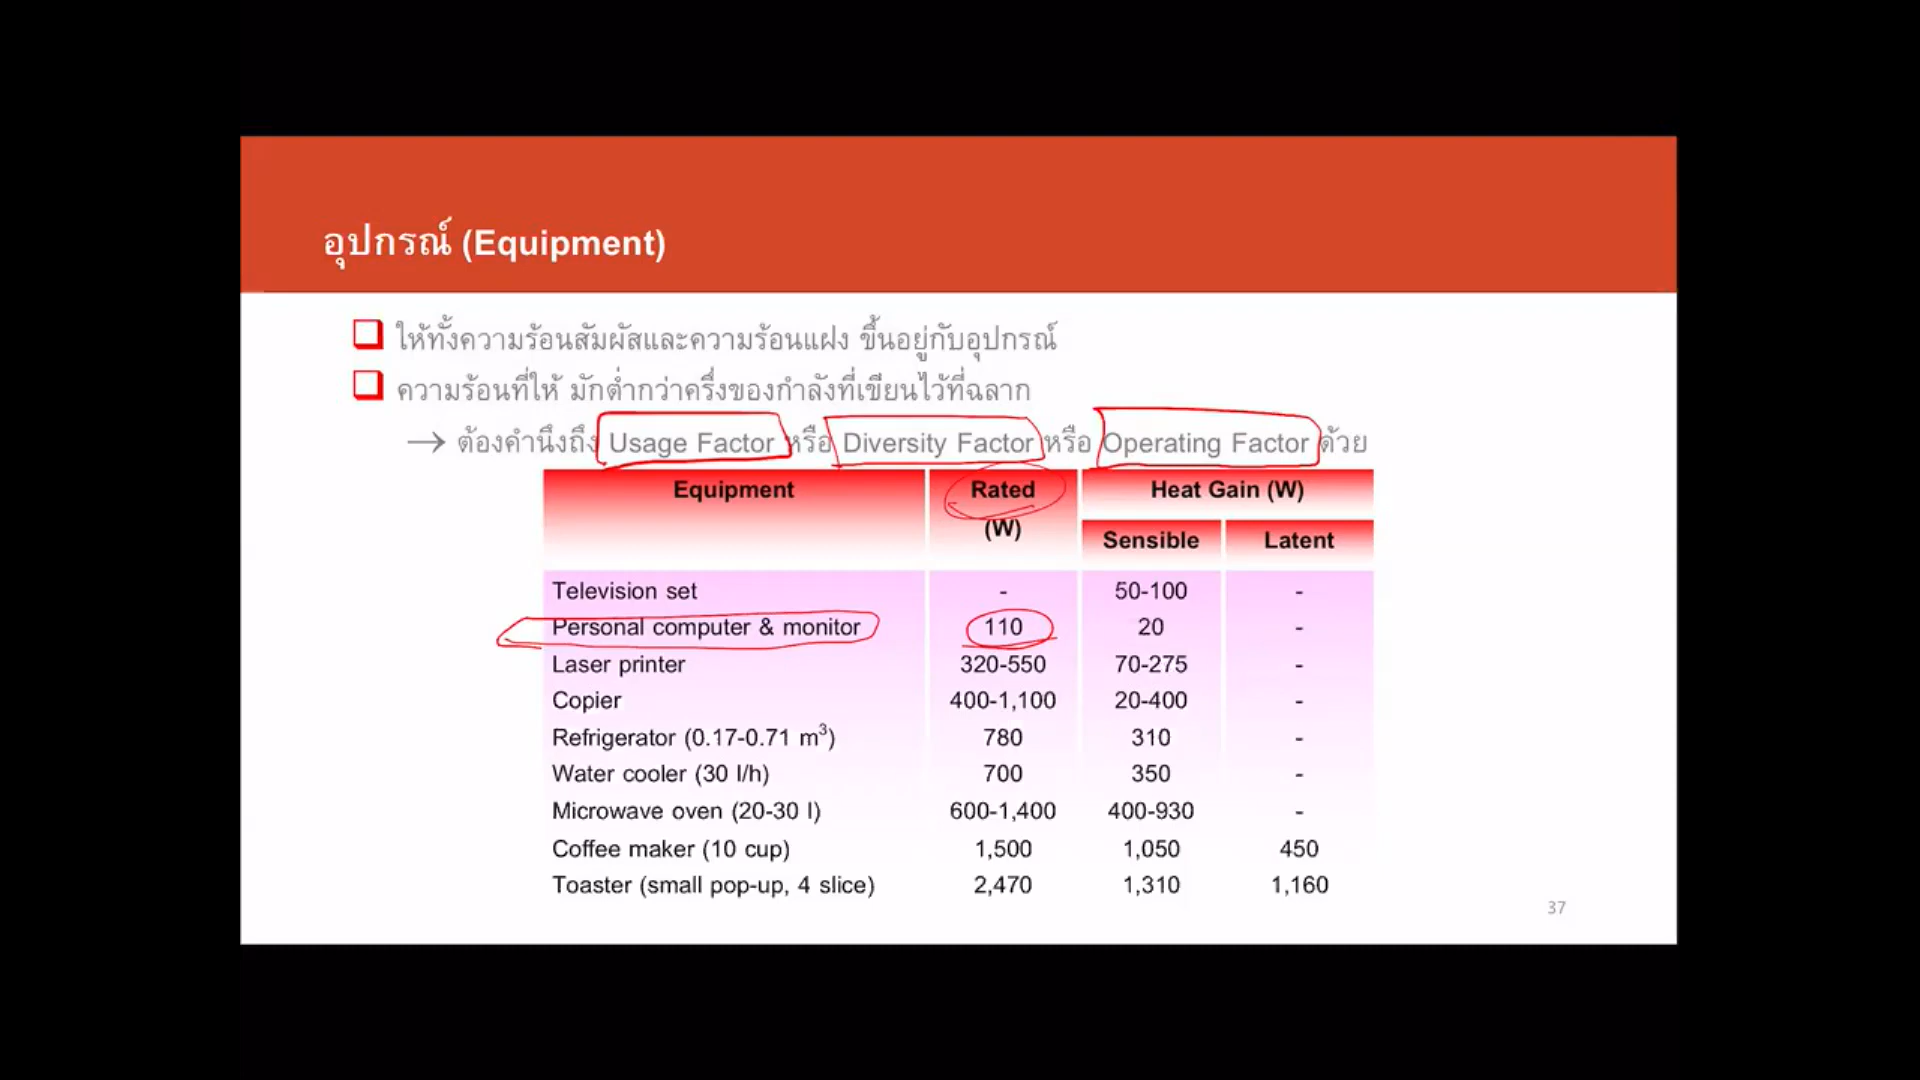 อุปกรณ์ (Equipment)
ให้ทั้งความร้อนสัมผัสและความร้อนแฝง ขึ้นอยู่กับอุปกรณ์
ความร้อนที่ให้ มักต่ำกว่าครึ่งของกำลังที่เขียนไว้ที่ฉลาก
→ ต้องคำนึงถึง Usage Factor หรือ Diversity Factor หรือ Operating Factor ด้วย
Equipment Rated (W) Heat Gain (W)
Sensible Latent
Television set - 50-100 -
Personal computer & monitor 110 20 -
Laser printer 320-550 70-275 -
Copier 400-1,100 20-400 -
Refrigerator (0.17-0.71 m³) 780 310 -
Water cooler (30 l/h) 700 350 -
Microwave oven (20-30 l) 600-1,400 400-930 -
Coffee maker (10 cup) 1,500 1,050 450
Toaster (small pop-up, 4 slice) 2,470 1,310 1,160
37